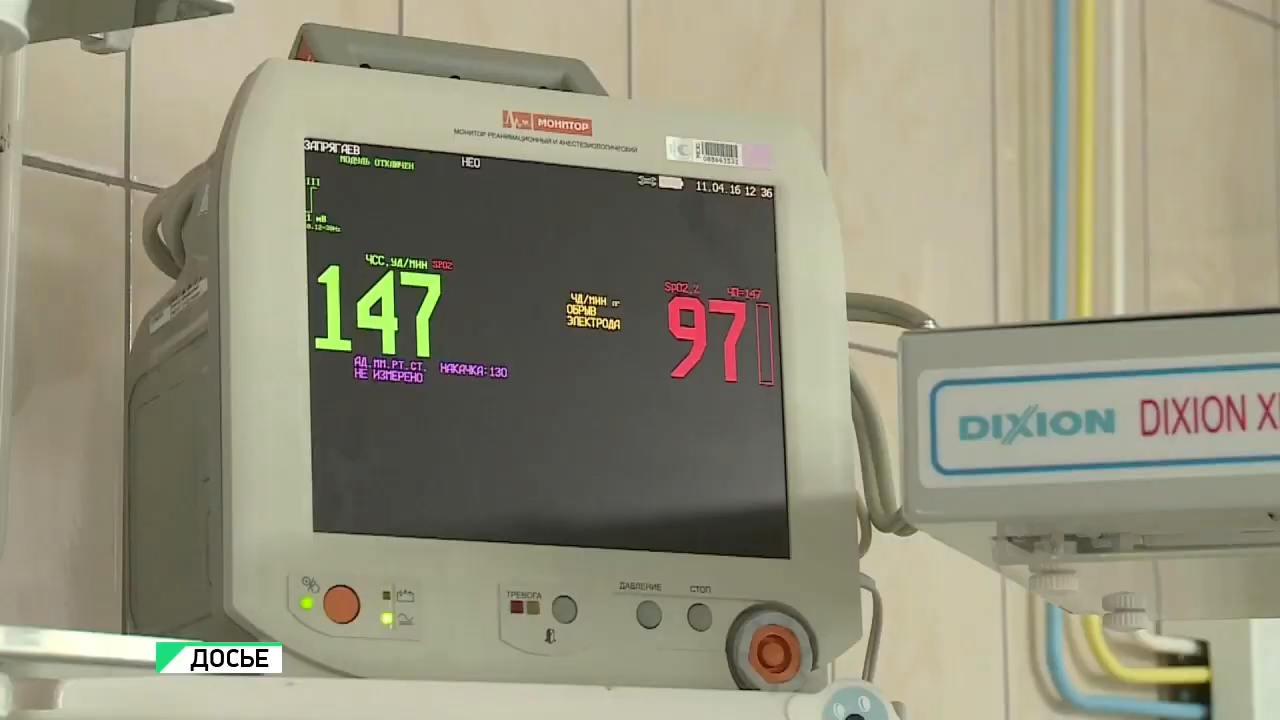 МОНИТОР
МОНИТОР РЕАНИМАЦИОННЫЙ И АНЕСТЕЗИОЛОГИЧЕСКИЙ
ЗАПРЯГАЕВ
МОДУЛЬ ОТКЛЮЧЕН
НЕО
11.04.16 12 36
III
1 мВ
ЧСС,УД/МИН SPO2
147
ЧД/МИН ПГ
ОБРЫВ
ЭЛЕКТРОДА
SpO2,% ЧП=147
97
АД,ММ.РТ.СТ. НАКАЧКА:130
НЕ ИЗМЕРЕНО
DIXION DIXION
ТРЕВОГА
ДАВЛЕНИЕ
СТОП
ДОСЬЕ